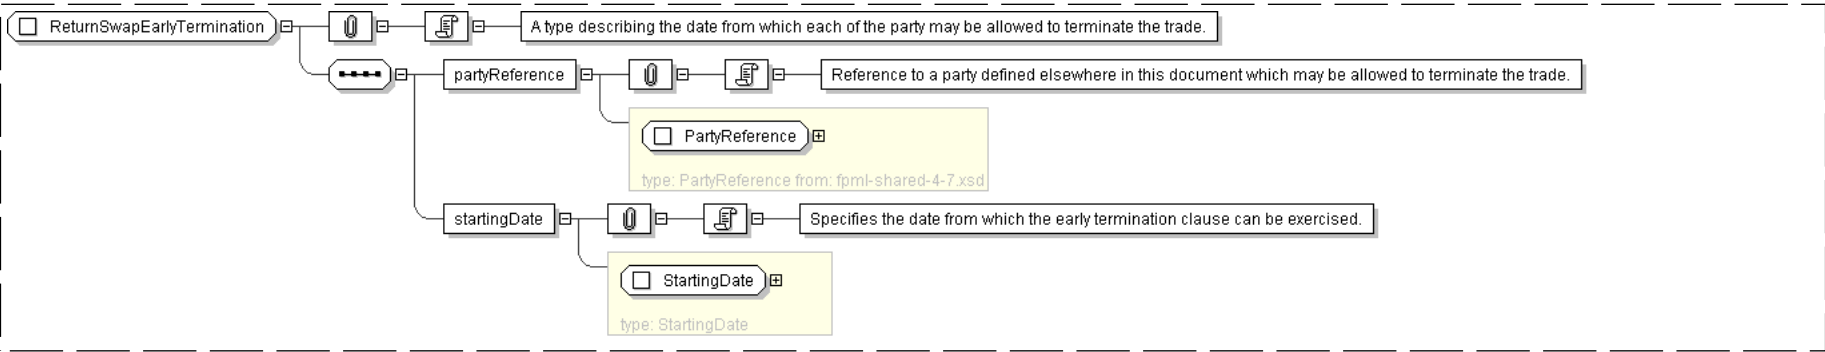 ReturnSwapEarlyTermination A type describing the date from which each of the party may be allowed to terminate the trade.
partyReference Reference to a party defined elsewhere in this document which may be allowed to terminate the trade.
PartyReference
type: PartyReference from: fpml-shared-4-7.xsd
startingDate Specifies the date from which the early termination clause can be exercised.
StartingDate
type: StartingDate